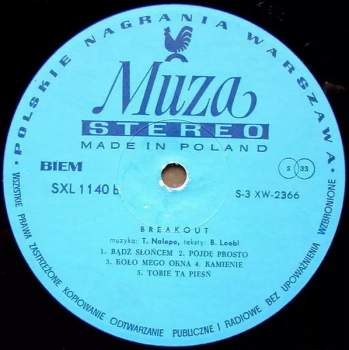 POLSKIE NAGRANIA WARSZAWA
Muza
STEREO
MADE IN POLAND
BIEM
S 33
SXL 1140 B
S-3 XW-2366
BREAKOUT
muzyka: T. Nalepa, teksty: B. Loebl
1. BĄDŹ SŁOŃCEM 2. PÓJDĘ PROSTO
3. KOŁO MEGO OKNA 4. KAMIENIE
5. TOBIE TA PIEŚŃ
WSZYSTKIE PRAWA ZASTRZEŻONE KOPIOWANIE ODTWARZANIE PUBLICZNE I RADIOWE BEZ UPOWAŻNIENIA WZBRONIONE